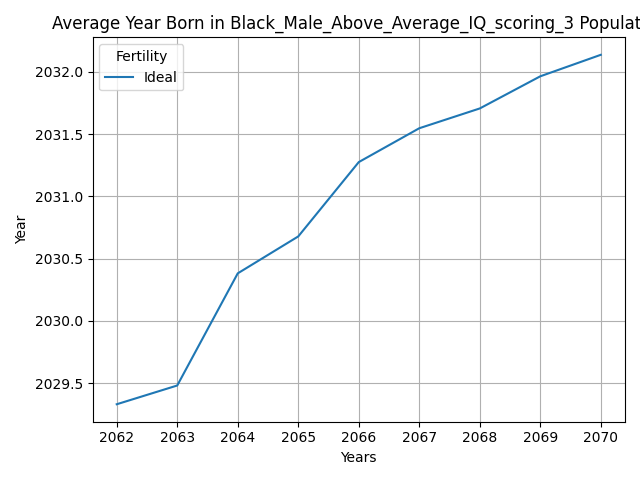 Average Year Born in Black_Male_Above_Average_IQ_scoring_3 Populat
Fertility
Ideal
2032.0
2031.5
2031.0
2030.5
2030.0
2029.5
Year
2062 2063 2064 2065 2066 2067 2068 2069 2070
Years